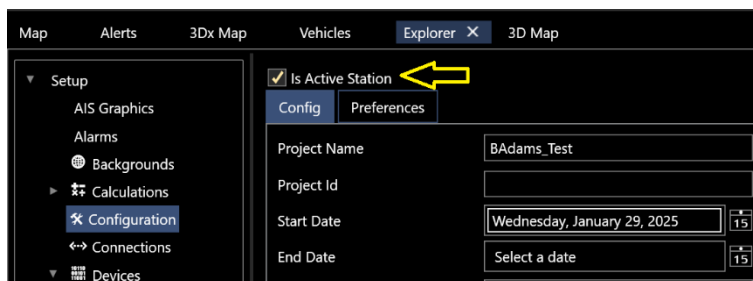 Map Alerts 3Dx Map Vehicles Explorer X 3D Map
Setup
AIS Graphics
Alarms
Backgrounds
Calculations
Configuration
Connections
Devices
Is Active Station
Config Preferences
Project Name BAdams_Test
Project Id
Start Date Wednesday, January 29, 2025 15
End Date Select a date 15